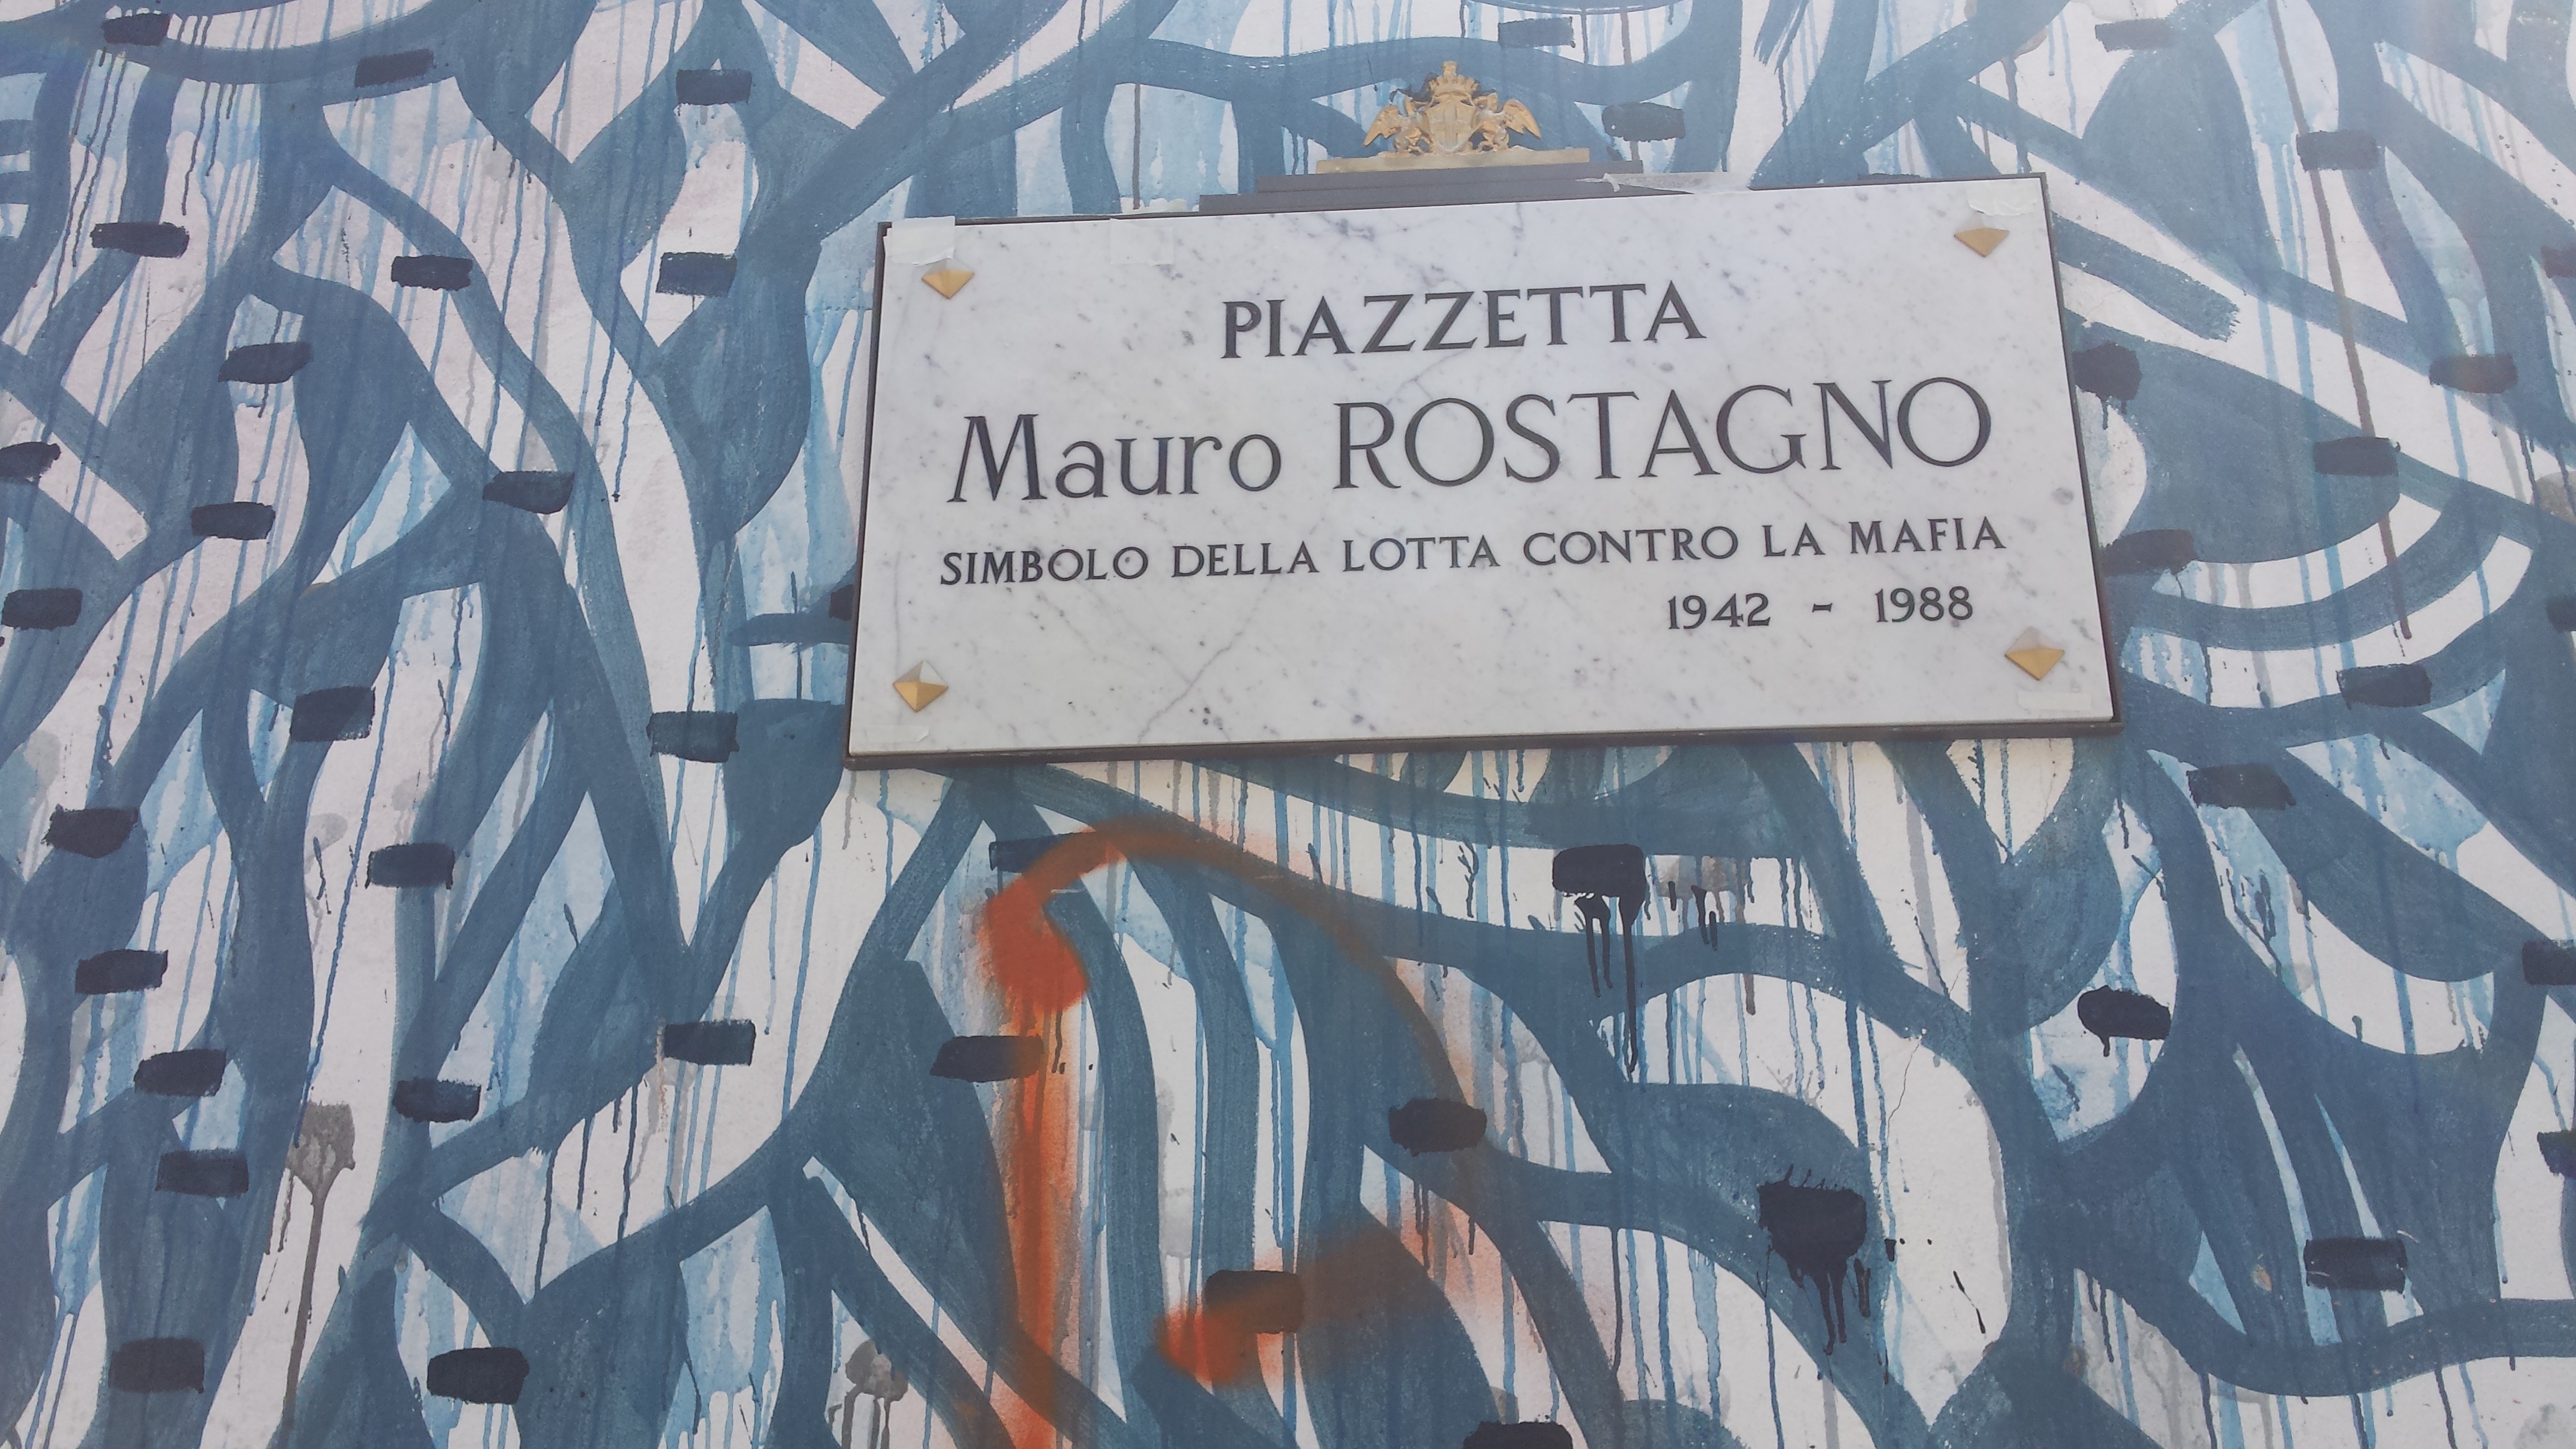 PIAZZETTA
Mauro ROSTAGNO
SIMBOLO DELLA LOTTA CONTRO LA MAFIA
1942 - 1988